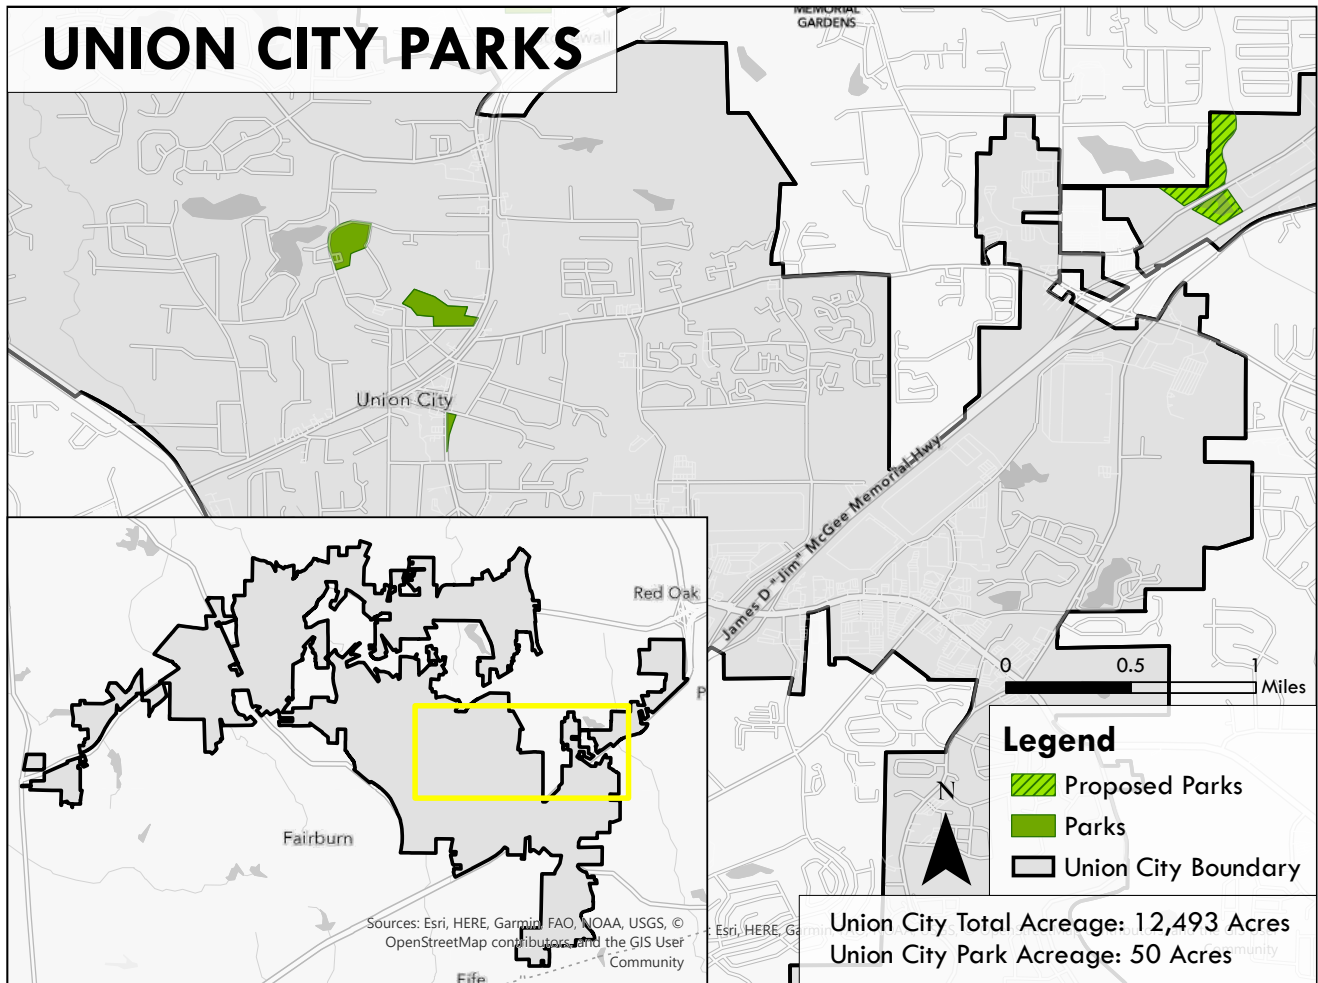 UNION CITY PARKS
MEMORIAL
GARDENS
Union City
James D "Jim" McGee Memorial Hwy
Red Oak
Fairburn
Sources: Esri, HERE, Garmin, FAO, NOAA, USGS, ©
OpenStreetMap contributors, and the GIS User
Community
Fife
P
0 0.5 1
Miles
Legend
Proposed Parks
Parks
Union City Boundary
N
Esri, HERE, Garmin
Community
Union City Total Acreage: 12,493 Acres
Union City Park Acreage: 50 Acres